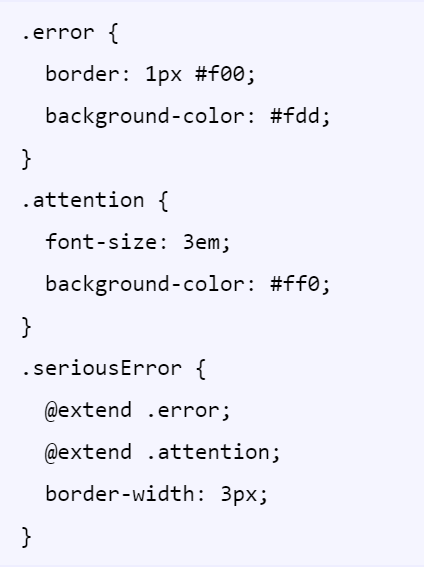 .error {
  border: 1px #f00;
  background-color: #fdd;
}
.attention {
  font-size: 3em;
  background-color: #ff0;
}
.seriousError {
  @extend .error;
  @extend .attention;
  border-width: 3px;
}